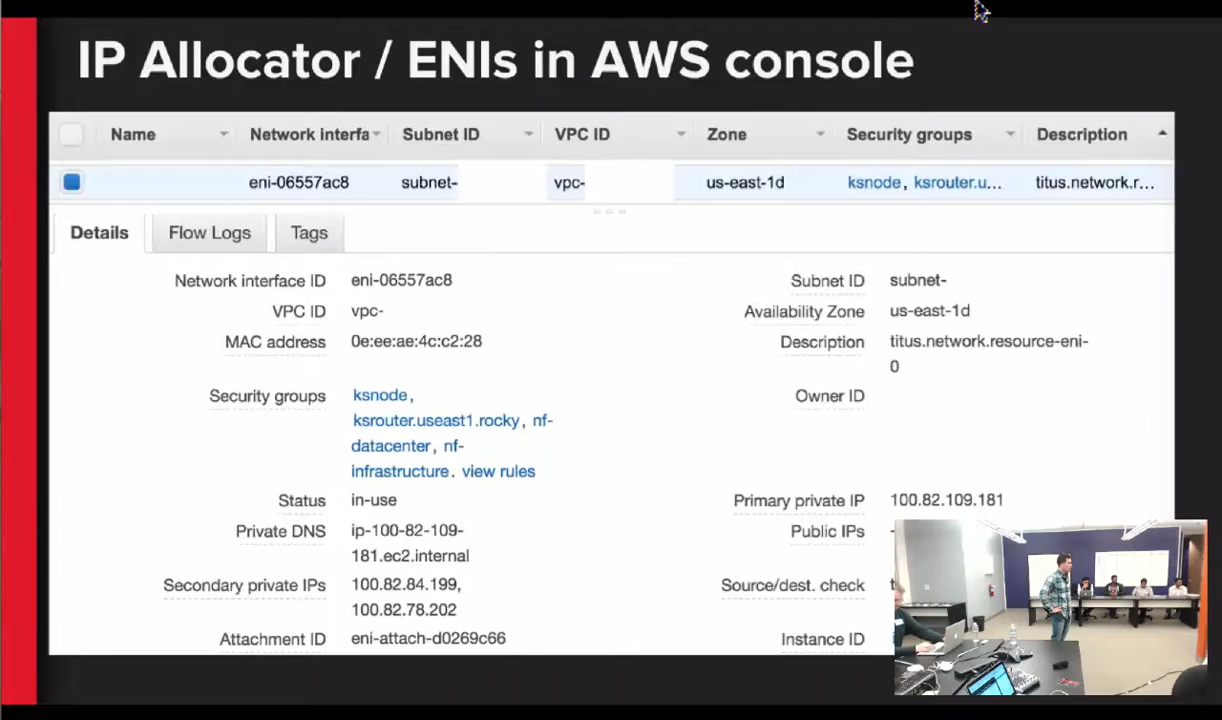 IP Allocator / ENIs in AWS console
Name Network interfa Subnet ID VPC ID Zone Security groups Description
eni-06557ac8 subnet- vpc- us-east-1d ksnode, ksrouter.u... titus.network.r...
Details Flow Logs Tags
Network interface ID eni-06557ac8 Subnet ID subnet-
VPC ID vpc- Availability Zone us-east-1d
MAC address 0e:ee:ae:4c:c2:28 Description titus.network.resource-eni-
0
Security groups ksnode, Owner ID
ksrouter.useast1.rocky, nf-
datacenter, nf-
infrastructure. view rules
Status in-use Primary private IP 100.82.109.181
Private DNS ip-100-82-109- Public IPs -
181.ec2.internal
Secondary private IPs 100.82.84.199, Source/dest. check
100.82.78.202
Attachment ID eni-attach-d0269c66 Instance ID